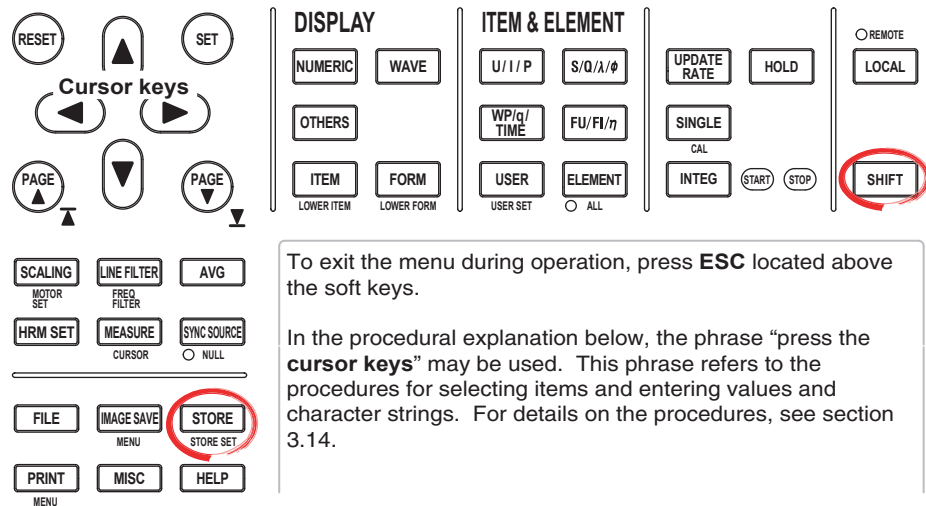 DISPLAY
ITEM & ELEMENT
RESET
SET
REMOTE
NUMERIC
WAVE
U / I / P
S/Q/λ/ϕ
UPDATE
RATE
HOLD
LOCAL
Cursor keys
OTHERS
WP/q/
TIME
FU/FI/η
SINGLE
CAL
PAGE
PAGE
ITEM
FORM
USER
ELEMENT
INTEG
START
STOP
SHIFT
LOWER ITEM
LOWER FORM
USER SET
ALL
SCALING
LINE FILTER
AVG
MOTOR
SET
FREQ
FILTER
HRM SET
MEASURE
SYNC SOURCE
CURSOR
NULL
FILE
IMAGE SAVE
STORE
MENU
STORE SET
PRINT
MISC
HELP
MENU
To exit the menu during operation, press ESC located above
the soft keys.
In the procedural explanation below, the phrase “press the
cursor keys” may be used. This phrase refers to the
procedures for selecting items and entering values and
character strings. For details on the procedures, see section
3.14.